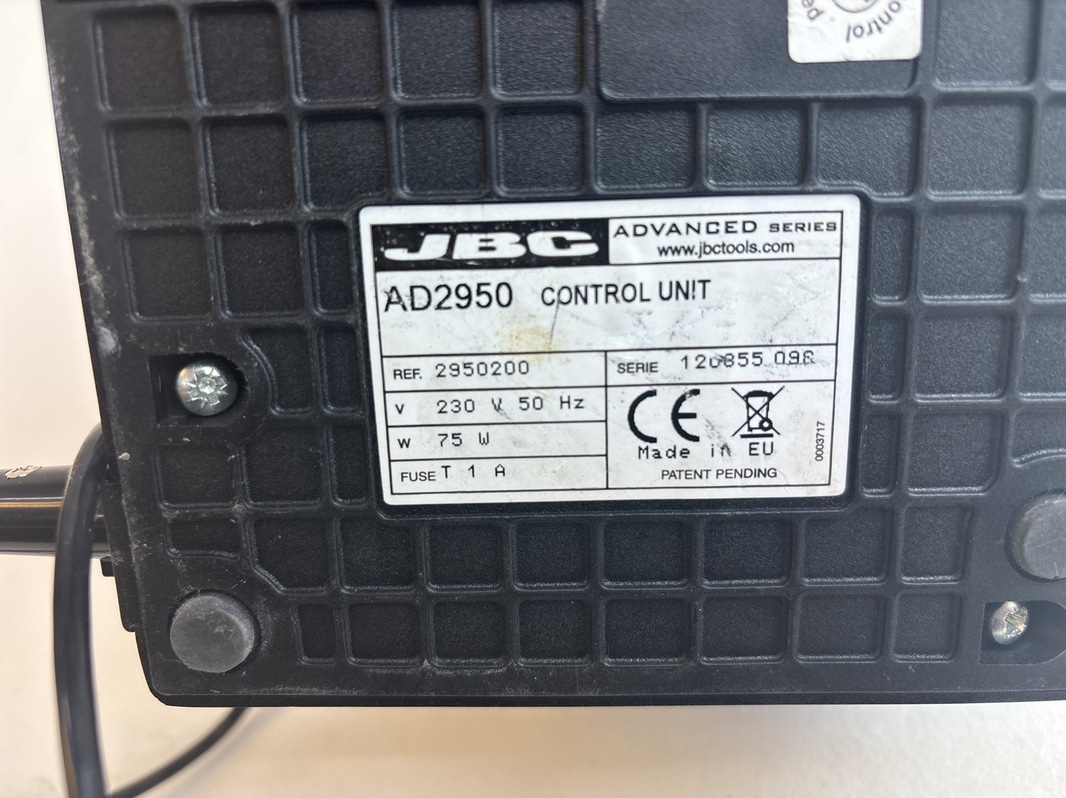 Control
JBC ADVANCED SERIES
www.jbctools.com
AD2950 CONTROL UNIT
REF. 2950200
SERIE
V 230 V 50 Hz
W 75 W
FUSE T 1 A
CE
Made in EU
PATENT PENDING
0003717